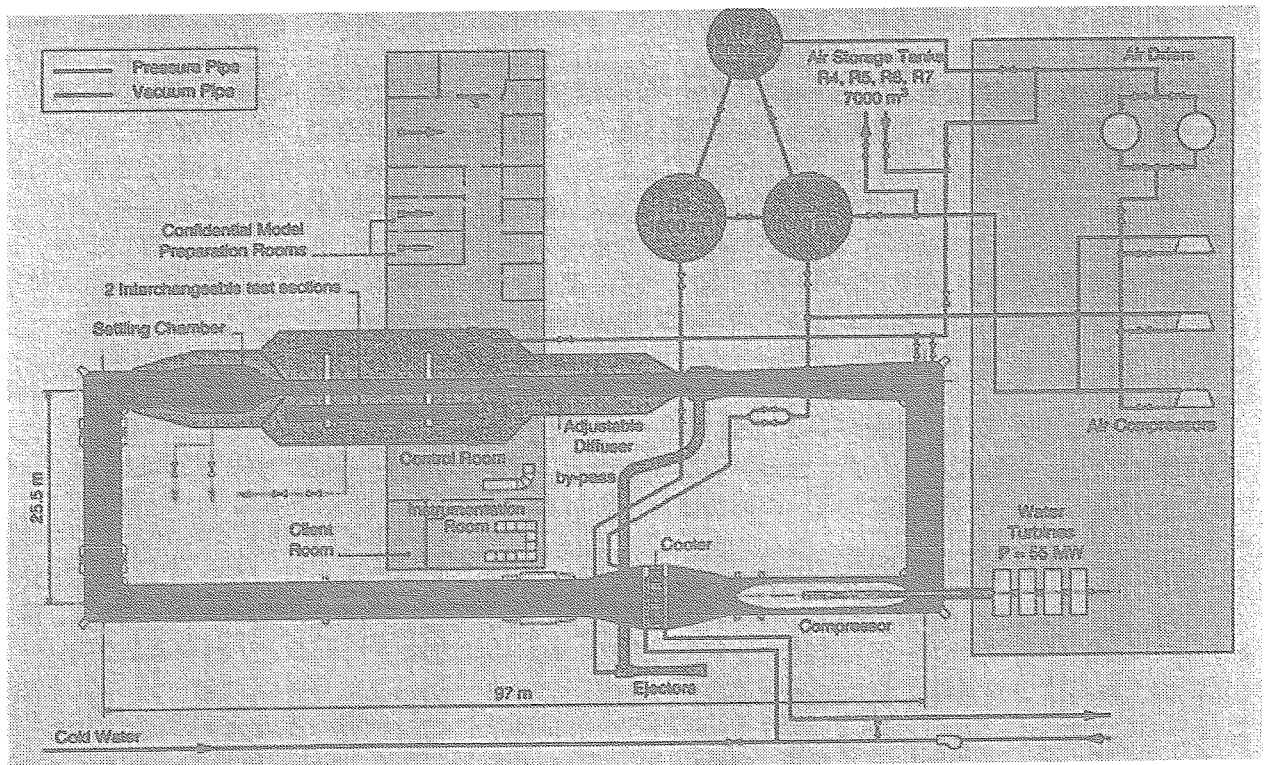 Pressure Pipe
Vacuum Pipe
Air Storage Tanks
R4, R5, R6, R7
7000 m³
Air Driers
Confidential Model
Preparation Rooms
2 Interchangeable test sections
Settling Chamber
Adjustable
Diffuser
Air Compressors
Control Room
by-pass
25.5 m
Instrumentation
Room
Client
Room
Water
Turbines
P = 55 MW
Cooler
Compressor
Ejectors
97 m
Cold Water